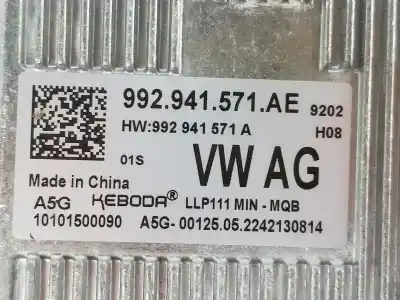 992.941.571.AE 9202
HW:992 941 571 A H08
01S VW AG
Made in China
A5G KEBODA® LLP111 MIN - MQB
10101500090 A5G- 00125.05.2242130814